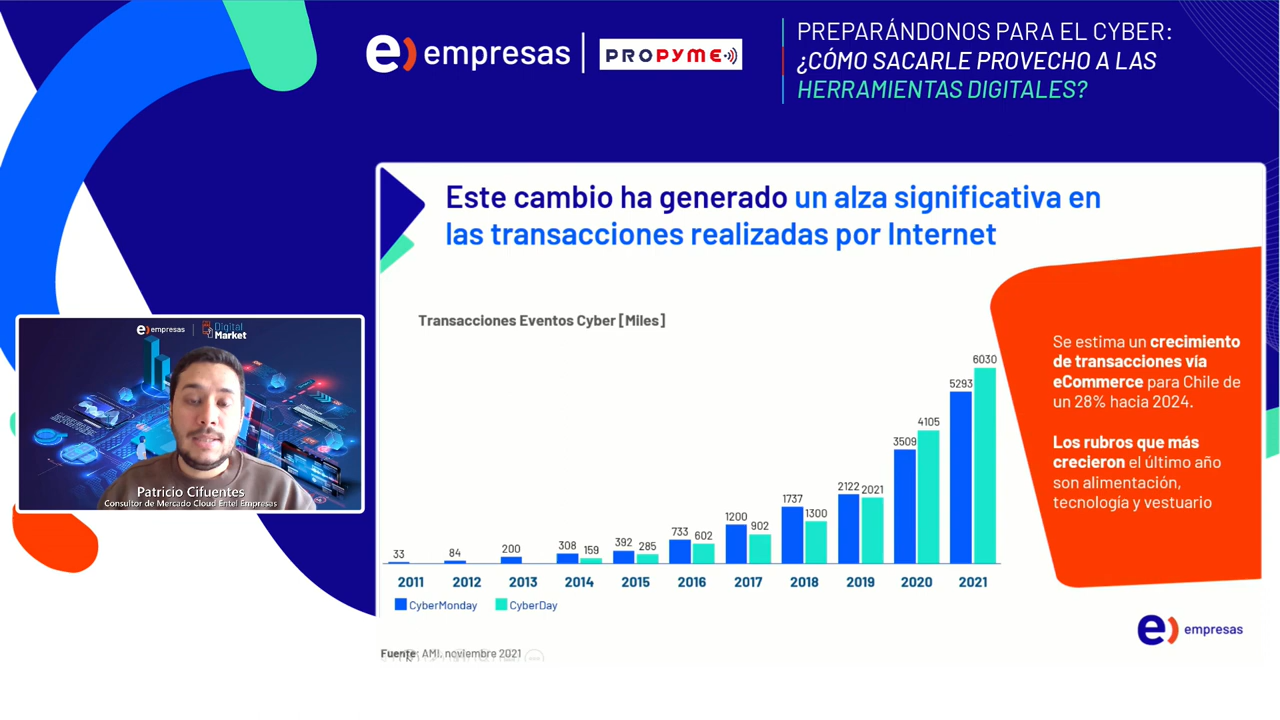 e) empresas | PROPYME
PREPARÁNDONOS PARA EL CYBER:
¿CÓMO SACARLE PROVECHO A LAS
HERRAMIENTAS DIGITALES?
Este cambio ha generado un alza significativa en
las transacciones realizadas por Internet
Transacciones Eventos Cyber [Miles]
33
84
200
308 159
392 285
733 602
1200 902
1737 1300
2122 2021
3509 4105
5293 6030
2011 2012 2013 2014 2015 2016 2017 2018 2019 2020 2021
CyberMonday CyberDay
Fuente: AMI, noviembre 2021
Se estima un crecimiento
de transacciones vía
eCommerce para Chile de
un 28% hacia 2024.
Los rubros que más
crecieron el último año
son alimentación,
tecnología y vestuario
e) empresas
e) empresas | Digital
Market
Patricio Cifuentes
Consultor de Mercado Cloud Entel Empresas